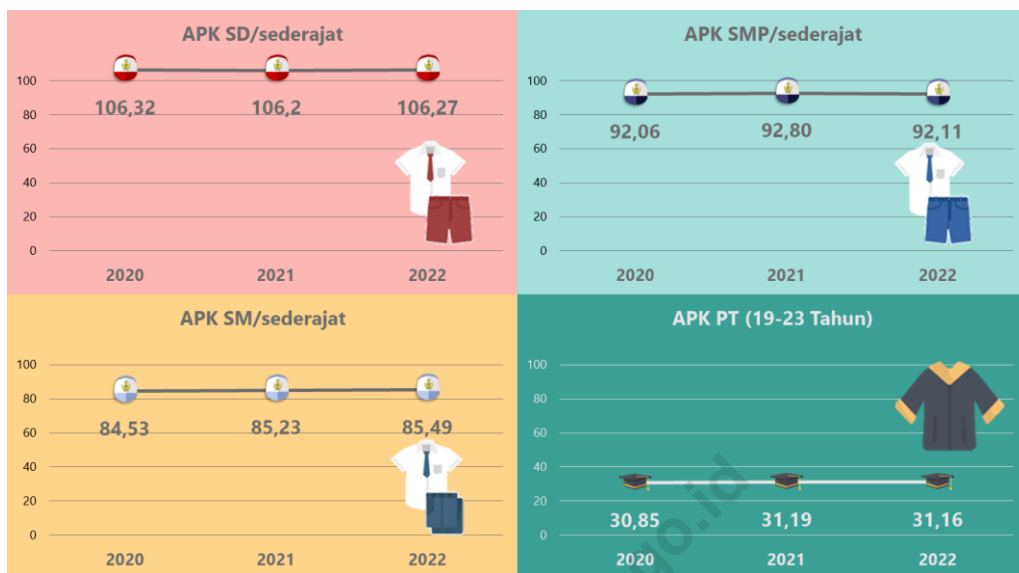 APK SD/sederajat
100
80
60
40
20
0
106,32 106,2 106,27
2020 2021 2022
APK SMP/sederajat
100
80
60
40
20
0
92,06 92,80 92,11
2020 2021 2022
APK SM/sederajat
100
80
60
40
20
0
84,53 85,23 85,49
2020 2021 2022
APK PT (19-23 Tahun)
100
80
60
40
20
0
30,85 31,19 31,16
2020 2021 2022
go.id